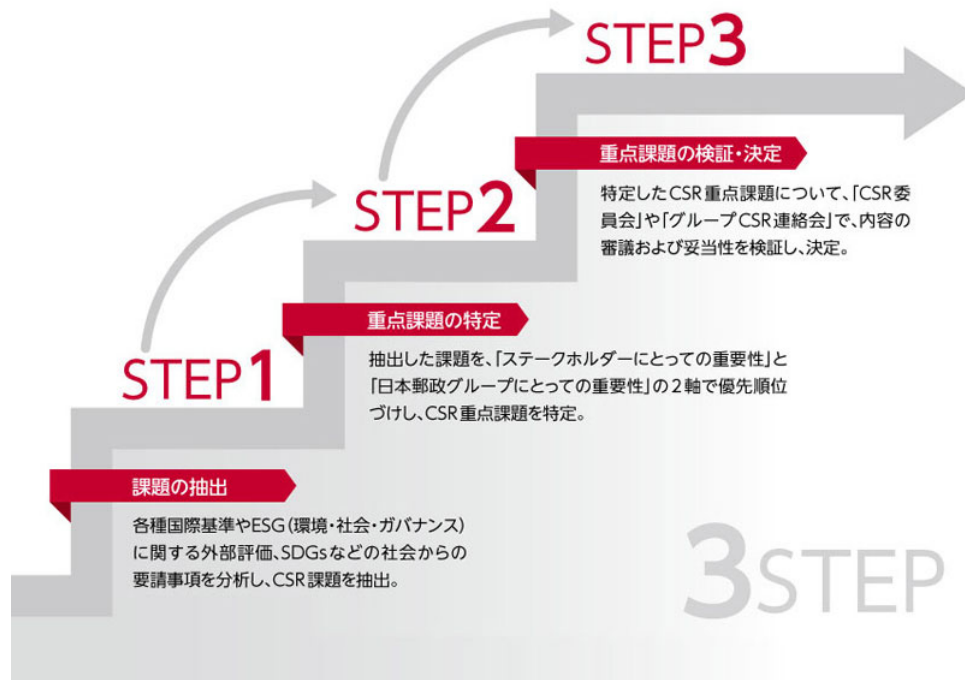 STEP1
課題の抽出
各種国際基準やESG(環境・社会・ガバナンス)
に関する外部評価、SDGsなどの社会からの
要請事項を分析し、CSR課題を抽出。
STEP2
重点課題の特定
抽出した課題を、「ステークホルダーにとっての重要性」と
「日本郵政グループにとっての重要性」の2軸で優先順位
づけし、CSR重点課題を特定。
STEP3
重点課題の検証・決定
特定したCSR重点課題について、「CSR委
員会」や「グループCSR連絡会」で、内容の
審議および妥当性を検証し、決定。
3STEP